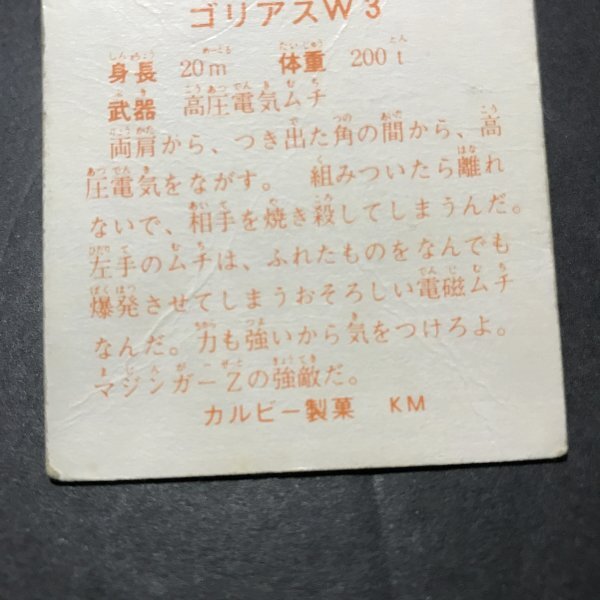 ゴリアスW3
身長 20m 体重 200t
武器 高圧電気ムチ
両肩から、つき出た角の間から、高
圧電気をながす。 組みついたら離れ
ないで、相手を焼き殺してしまうんだ。
左手のムチは、ふれたものをなんでも
爆発させてしまうおそろしい電磁ムチ
なんだ。力も強いから気をつけろよ。
マジンガーZの強敵だ。
カルビー製菓 KM